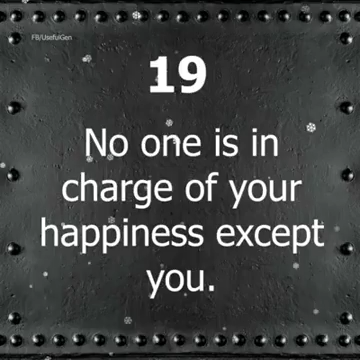 FB/UsefulGen
19
No one is in
charge of your
happiness except
you.